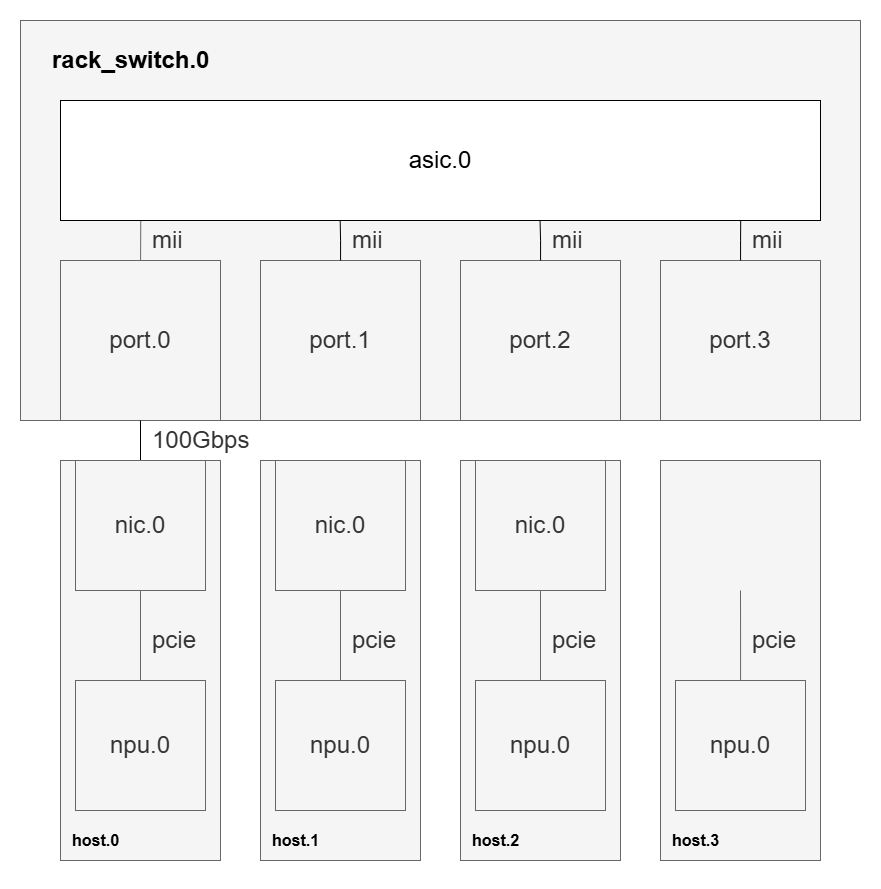 rack_switch.0
asic.0
mii mii mii mii
port.0 port.1 port.2 port.3
100Gbps
nic.0 nic.0 nic.0
pcie pcie pcie pcie
npu.0 npu.0 npu.0 npu.0
host.0 host.1 host.2 host.3